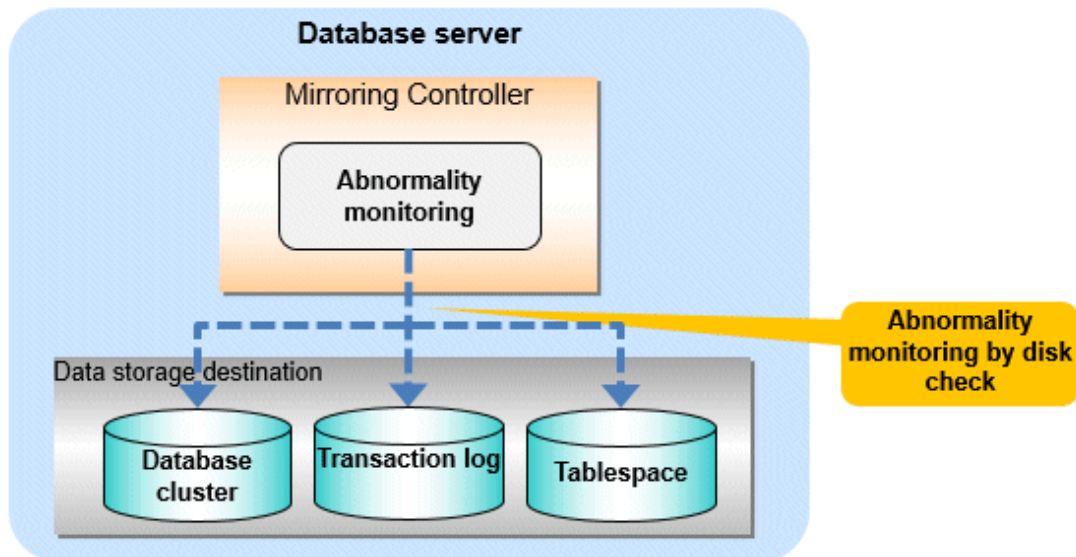 Database server
Mirroring Controller
Abnormality
monitoring
Abnormality
monitoring by disk
check
Data storage destination
Database
cluster
Transaction log
Tablespace